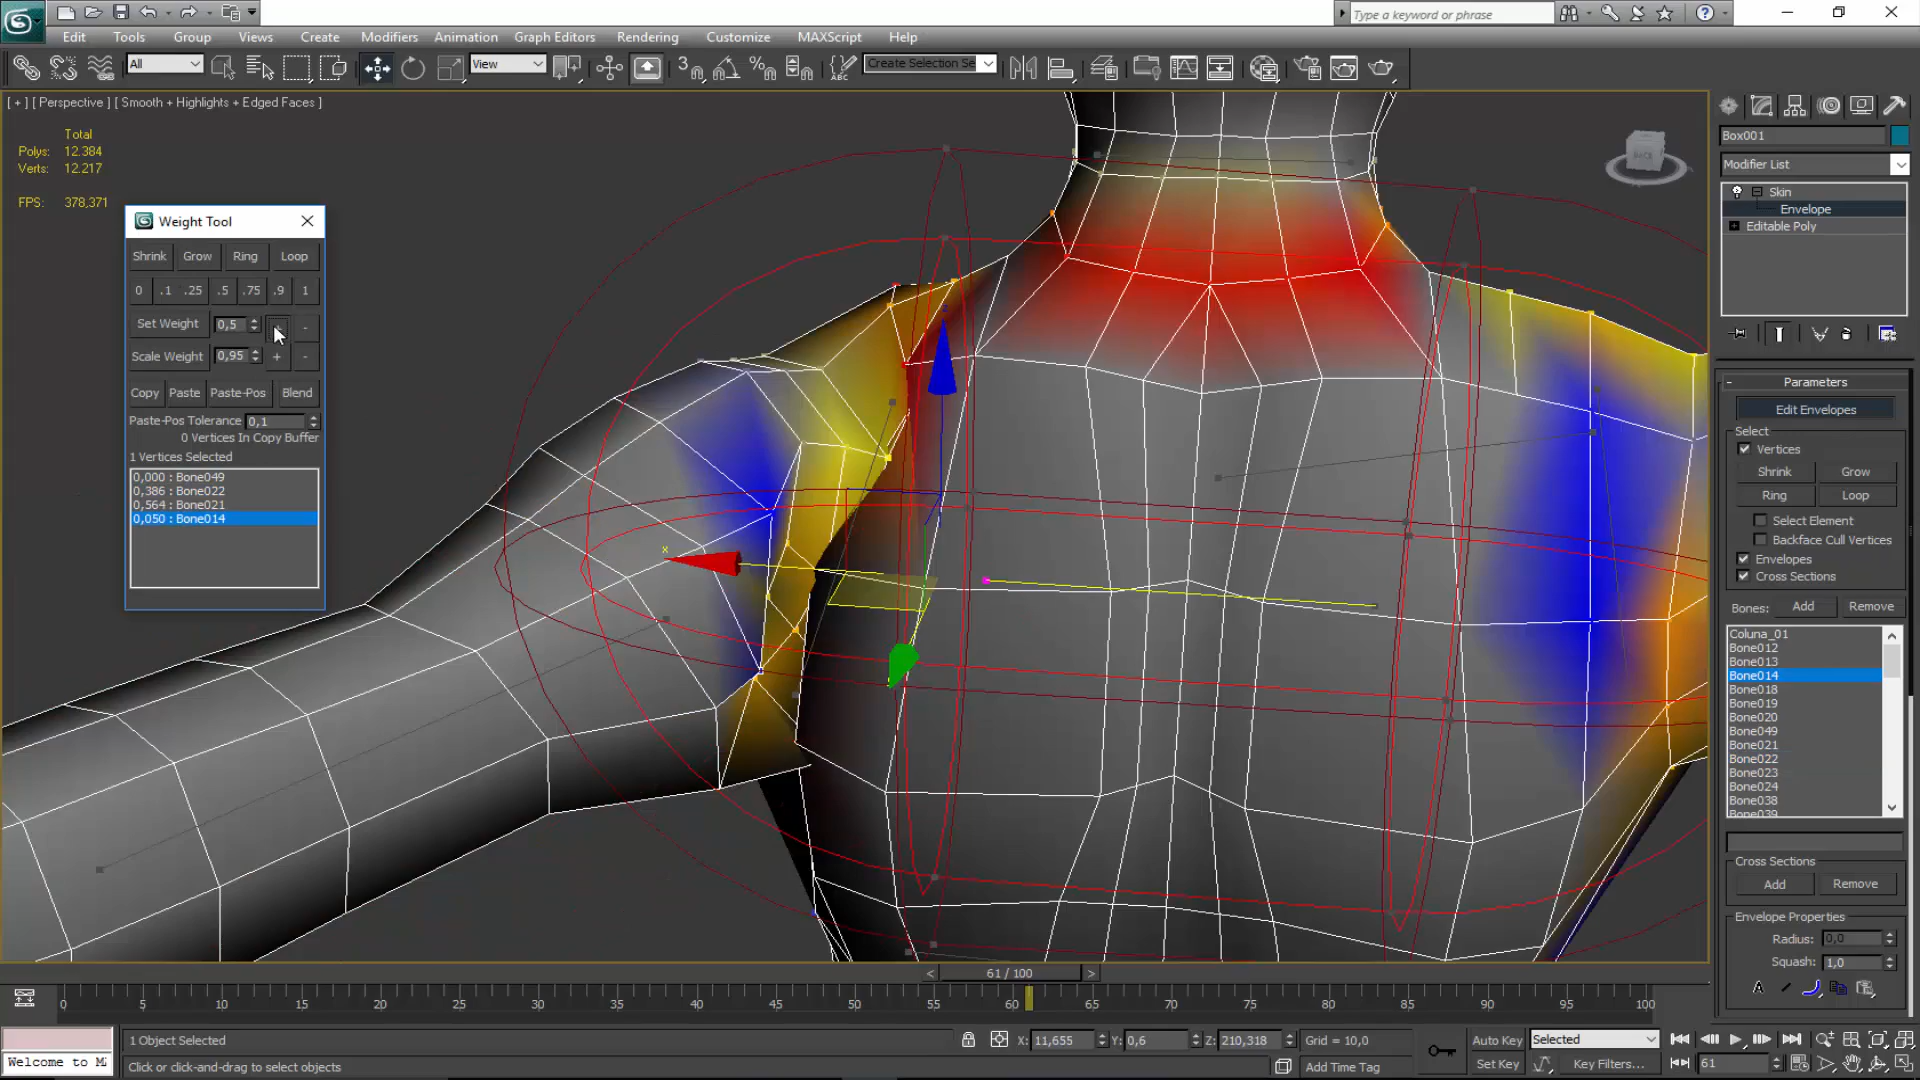 Type a keyword or phrase
Edit Tools Group Views Create Modifiers Animation Graph Editors Rendering Customize MAXScript Help
All
View
Create Selection Se
[ + ] [ Perspective ] [ Smooth + Highlights + Edged Faces ]
Total
Polys: 12.384
Verts: 12.217
FPS: 378,371
Weight Tool
Shrink Grow Ring Loop
0 .1 .25 .5 .75 .9 1
Set Weight 0,5 + -
Scale Weight 0,95 + -
Copy Paste Paste-Pos Blend
Paste-Pos Tolerance 0,1
0 Vertices In Copy Buffer
1 Vertices Selected
0,000 : Bone049
0,386 : Bone022
0,564 : Bone021
0,050 : Bone014
x
z
BACK
Box001
Modifier List
Skin
Envelope
Editable Poly
Parameters
Edit Envelopes
Select
Vertices
Shrink Grow
Ring Loop
Select Element
Backface Cull Vertices
Envelopes
Cross Sections
Bones: Add Remove
Coluna_01
Bone012
Bone013
Bone014
Bone018
Bone019
Bone020
Bone049
Bone021
Bone022
Bone023
Bone024
Bone038
Bone039
Cross Sections
Add Remove
Envelope Properties
Radius: 0,0
Squash: 1,0
61 / 100
0 5 10 15 20 25 30 35 40 45 50 55 60 65 70 75 80 85 90 95 100
1 Object Selected
X: 11,655 Y: 0,6 Z: 210,318 Grid = 10,0
Auto Key Selected
Welcome to M
Click or click-and-drag to select objects
Add Time Tag
Set Key Key Filters... 61